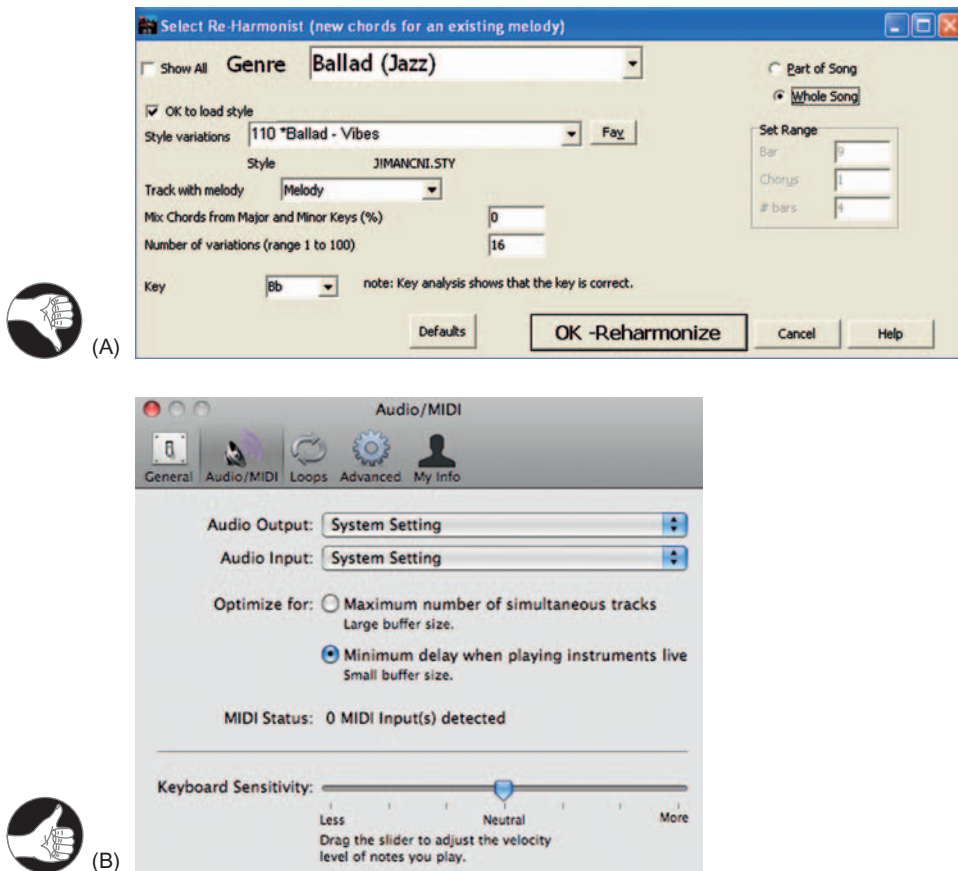 Select Re-Harmonist (new chords for an existing melody)
Show All Genre Ballad (Jazz)
Part of Song
Whole Song
OK to load style
Style variations 110 *Ballad - Vibes Fav
Set Range
Bar 9
Style J!MANCNI.STY
Chorus 1
Track with melody Melody
# bars 4
Mix Chords from Major and Minor Keys (%) 0
Number of variations (range 1 to 100) 16
Key Bb note: Key analysis shows that the key is correct.
Defaults OK -Reharmonize Cancel Help
(A)
Audio/MIDI
General Audio/MIDI Loops Advanced My Info
Audio Output: System Setting
Audio Input: System Setting
Optimize for: Maximum number of simultaneous tracks
Large buffer size.
Minimum delay when playing instruments live
Small buffer size.
MIDI Status: 0 MIDI Input(s) detected
Keyboard Sensitivity:
Less Neutral More
Drag the slider to adjust the velocity
level of notes you play.
(B)